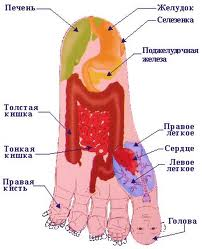 Печень
Желудок
Селезенка
Поджелудочная
железа
Толстая
кишка
Тонкая
кишка
Правое
легкое
Сердце
Левое
легкое
Правая
кисть
Голова